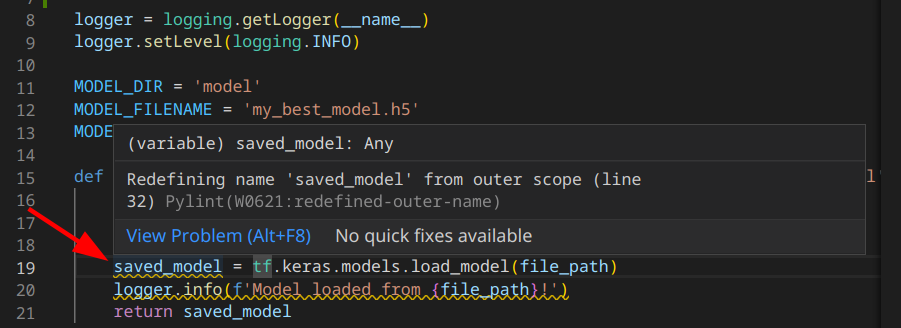 7
8 logger = logging.getLogger(__name__)
9 logger.setLevel(logging.INFO)
10
11 MODEL_DIR = 'model'
12 MODEL_FILENAME = 'my_best_model.h5'
13 MODE
14
(variable) saved_model: Any
15 def l'
Redefining name 'saved_model' from outer scope (line
16
32) Pylint(W0621:redefined-outer-name)
17
18
View Problem (Alt+F8) No quick fixes available
19 saved_model = tf.keras.models.load_model(file_path)
20 logger.info(f'Model loaded from {file_path}!')
21 return saved_model